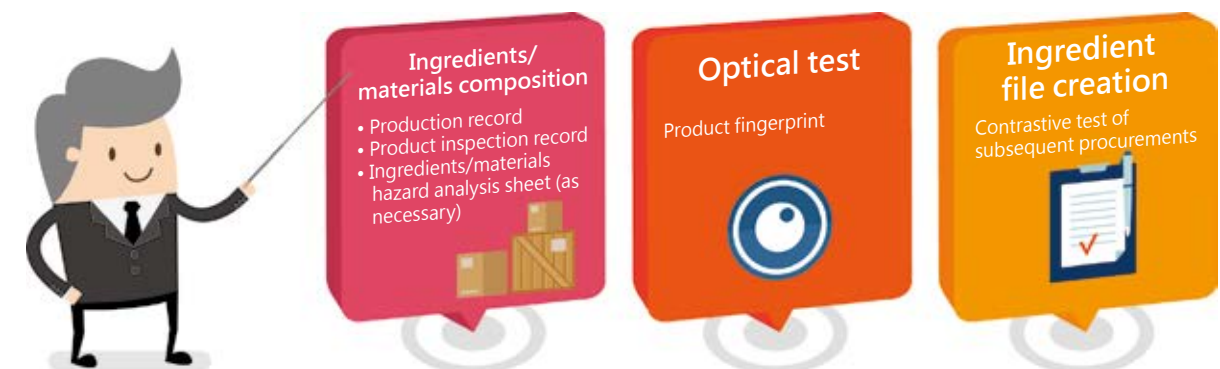 Ingredients/
materials composition
• Production record
• Product inspection record
• Ingredients/materials
hazard analysis sheet (as
necessary)
Optical test
Product fingerprint
Ingredient
file creation
Contrastive test of
subsequent procurements